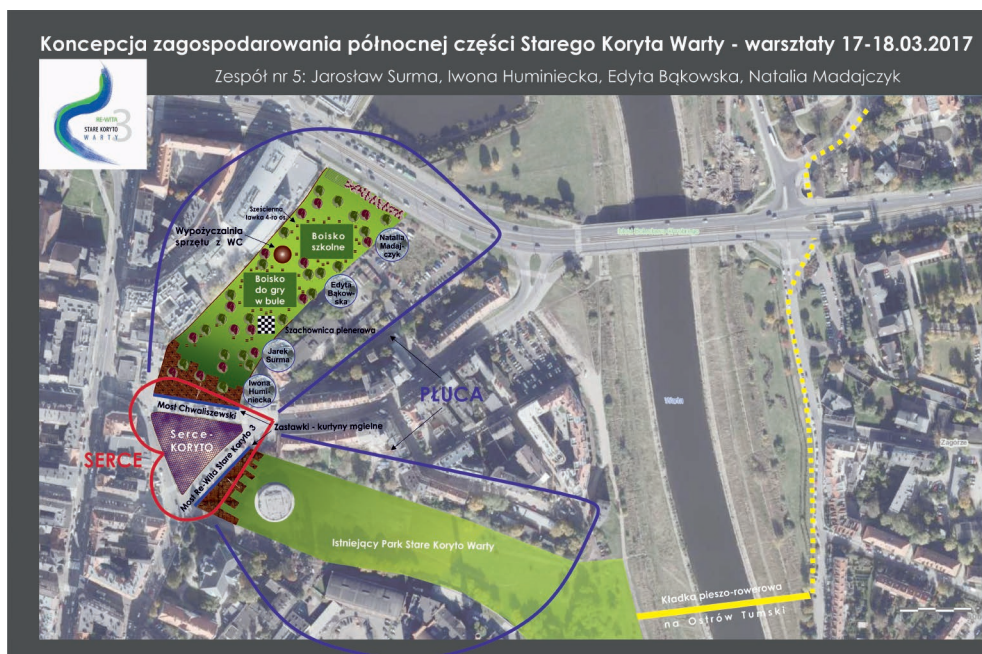 Koncepcja zagospodarowania północnej części Starego Koryta Warty - warsztaty 17-18.03.2017
Zespół nr 5: Jarosław Surma, Iwona Huminiecka, Edyta Bąkowska, Natalia Madajczyk
RE-WITA
3
STARE KORYTO
WARTY
Sześcienna
ławka 4-ro os.
Wypożyczalnia
sprzętu z WC
Boisko
szkolne
Natalia
Madaj-
czyk
Edyta
Bąkow-
ska
Boisko
do gry
w bule
Szachownica plenerowa
Jarek
Surma
Iwona
Humi-
niecka
PŁUCA
Most Chwaliszewski
Zastawki - kurtyny mgielne
Serce-
KORYTO
SERCE
Most Re-Wita Stare Koryto 3
Istniejący Park Stare Koryto Warty
Warta
Zagórze
Kładka pieszo-rowerowa
na Ostrów Tumski